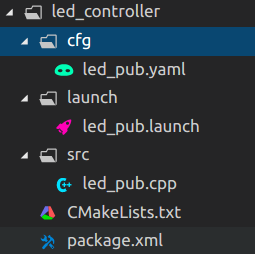 led_controller
cfg
led_pub.yaml
launch
led_pub.launch
src
led_pub.cpp
CMakeLists.txt
package.xml